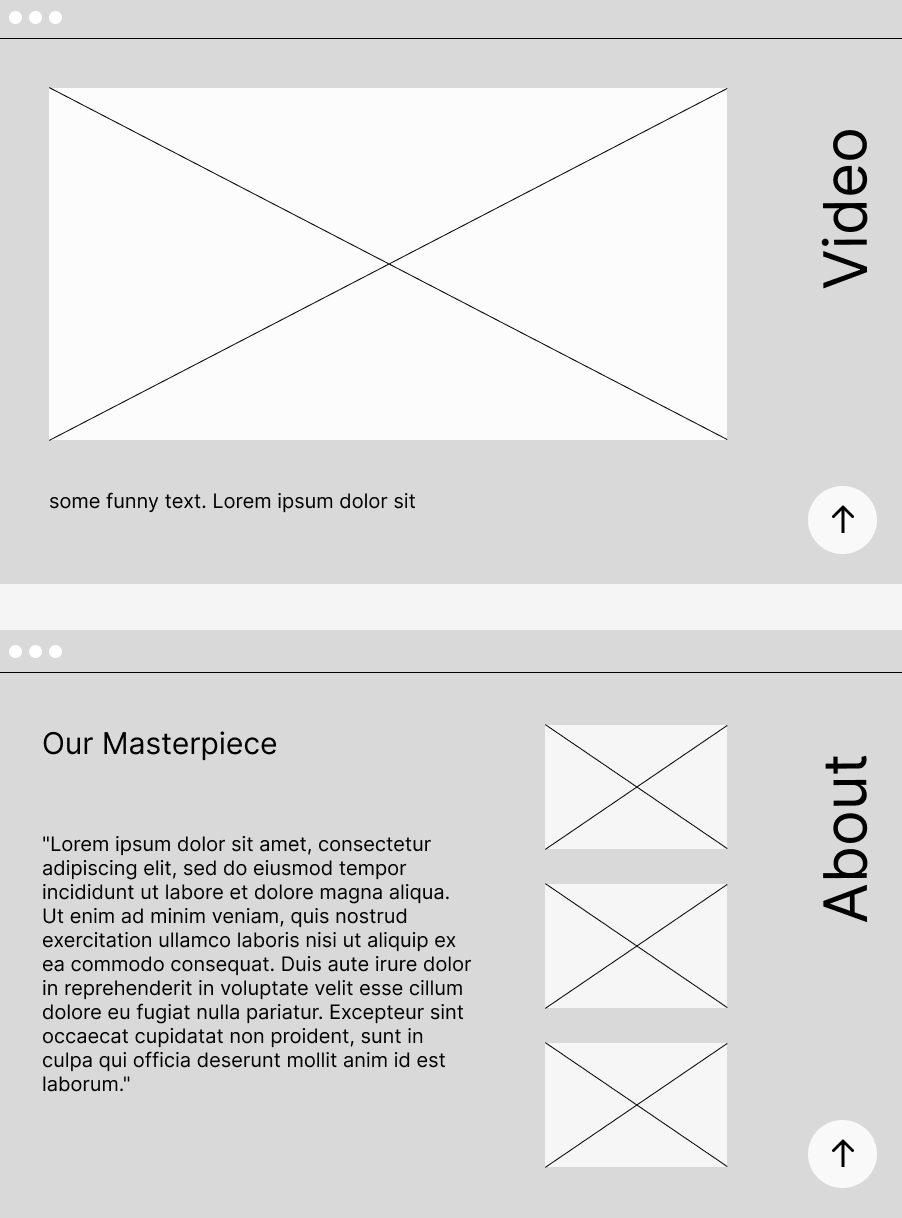 Video
some funny text. Lorem ipsum dolor sit
Our Masterpiece
About
"Lorem ipsum dolor sit amet, consectetur
adipiscing elit, sed do eiusmod tempor
incididunt ut labore et dolore magna aliqua.
Ut enim ad minim veniam, quis nostrud
exercitation ullamco laboris nisi ut aliquip ex
ea commodo consequat. Duis aute irure dolor
in reprehenderit in voluptate velit esse cillum
dolore eu fugiat nulla pariatur. Excepteur sint
occaecat cupidatat non proident, sunt in
culpa qui officia deserunt mollit anim id est
laborum."